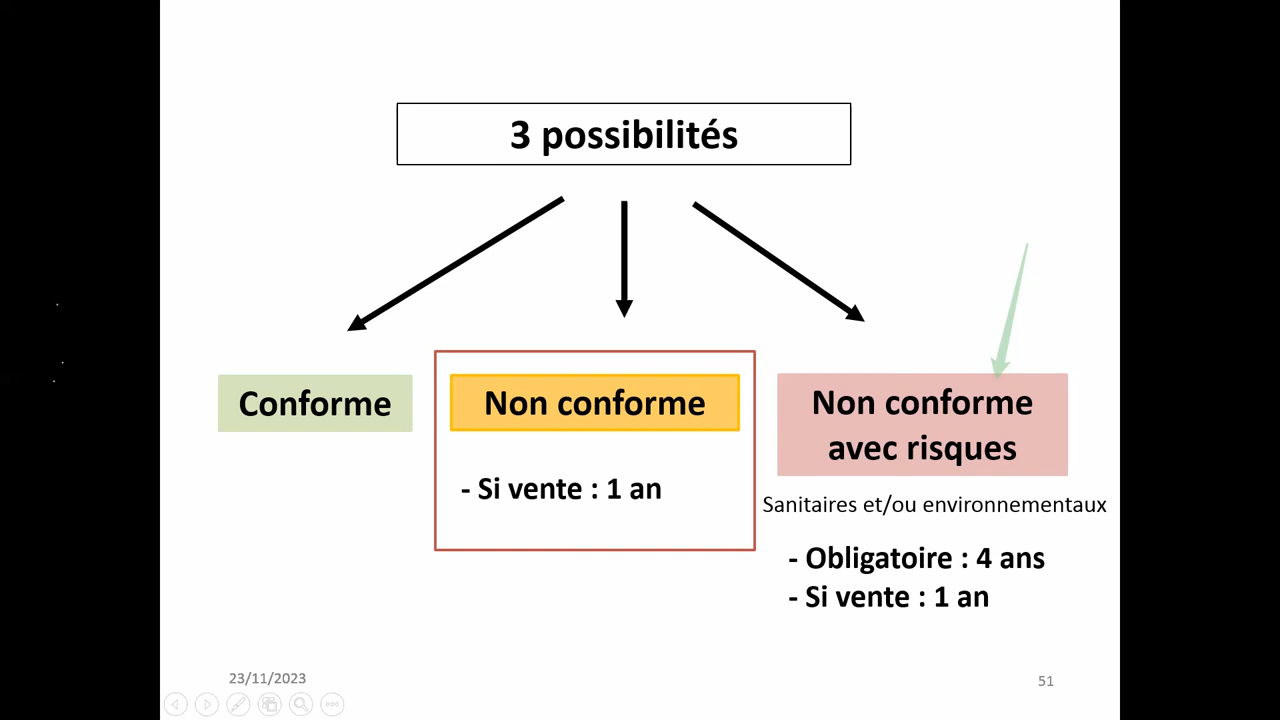 3 possibilités
Conforme
Non conforme
- Si vente : 1 an
Non conforme
avec risques
Sanitaires et/ou environnementaux
- Obligatoire : 4 ans
- Si vente : 1 an
23/11/2023
51